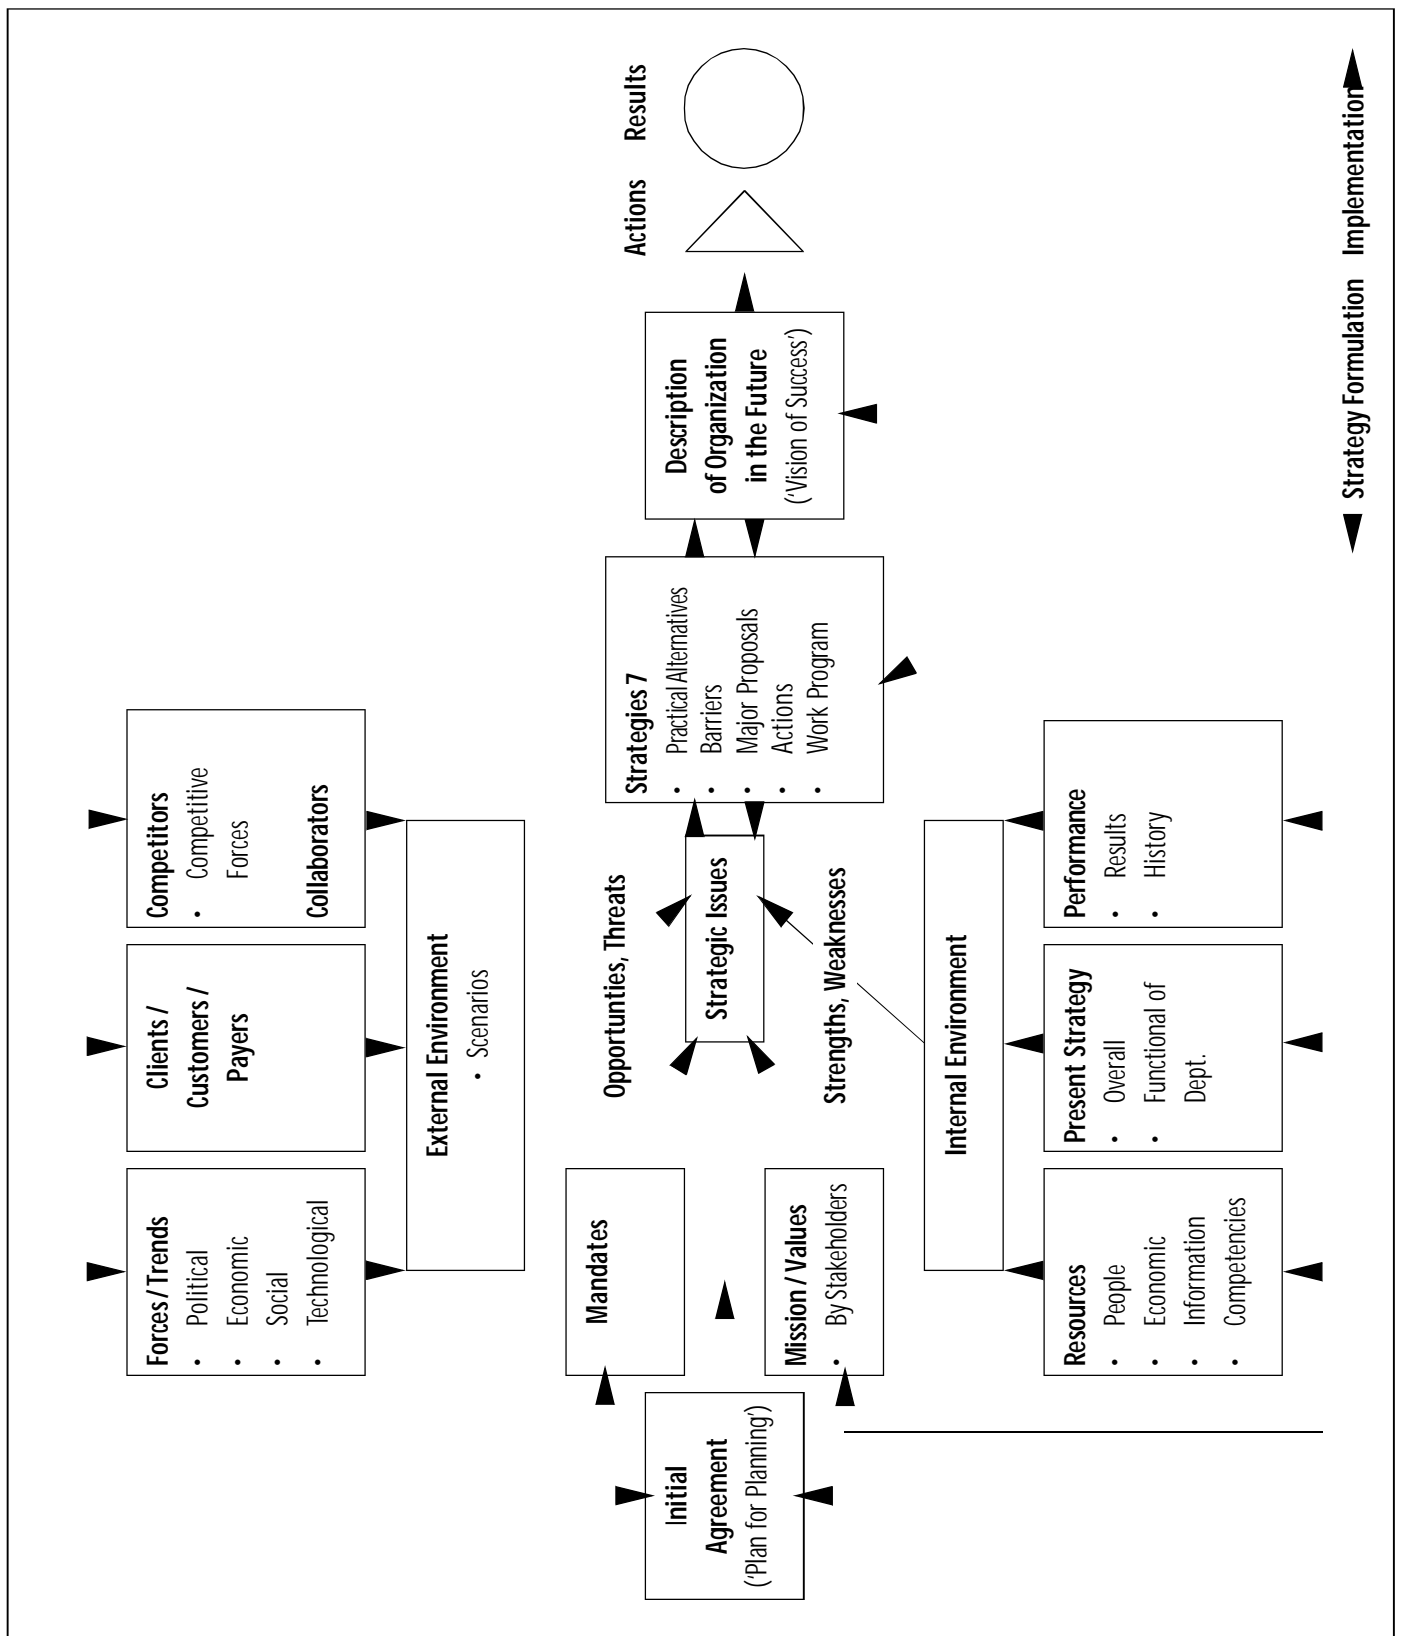 Forces / Trends
• Political
• Economic
• Social
• Technological
Clients /
Customers /
Payers
Competitors
• Competitive
Forces
Collaborators
External Environment
• Scenarios
Initial
Agreement
('Plan for Planning')
Mandates
Mission / Values
• By Stakeholders
Opportunties, Threats
Strategic Issues
Strengths, Weaknesses
Strategies 7
• Practical Alternatives
• Barriers
• Major Proposals
• Actions
• Work Program
Description
of Organization
in the Future
('Vision of Success')
Actions
Results
Internal Environment
Resources
• People
• Economic
• Information
• Competencies
Present Strategy
• Overall
• Functional of
Dept.
Performance
• Results
• History
Strategy Formulation
Implementation